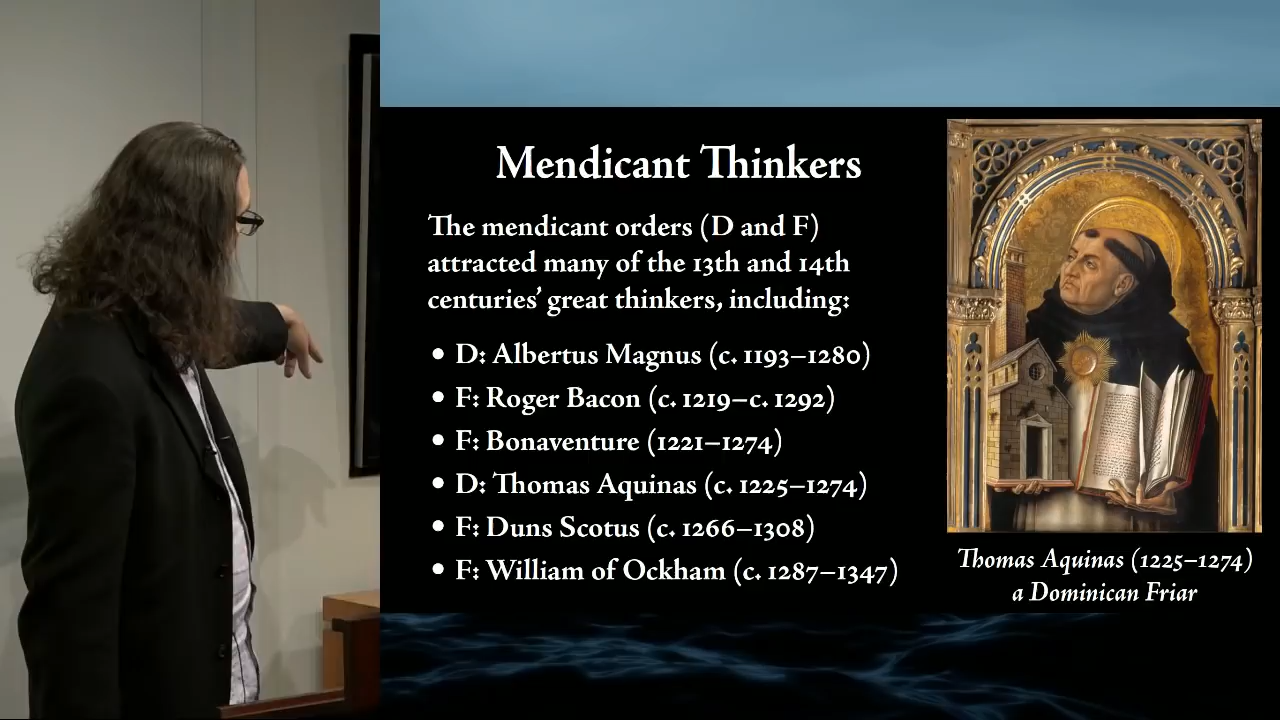 Mendicant Thinkers
The mendicant orders (D and F)
attracted many of the 13th and 14th
centuries' great thinkers, including:
• D: Albertus Magnus (c. 1193–1280)
• F: Roger Bacon (c. 1219–c. 1292)
• F: Bonaventure (1221–1274)
• D: Thomas Aquinas (c. 1225–1274)
• F: Duns Scotus (c. 1266–1308)
• F: William of Ockham (c. 1287–1347)
Thomas Aquinas (1225–1274)
a Dominican Friar